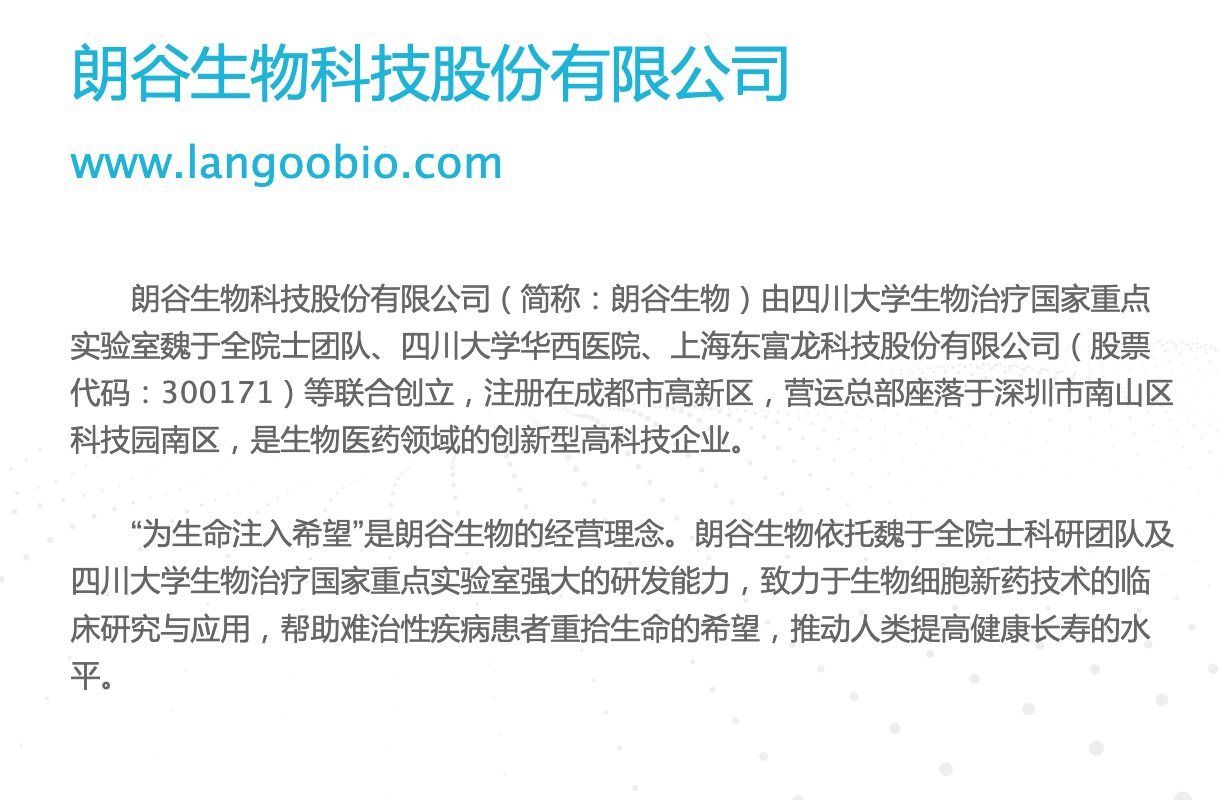 朗谷生物科技股份有限公司
www.langoobio.com
朗谷生物科技股份有限公司（简称：朗谷生物）由四川大学生物治疗国家重点
实验室魏于全院士团队、四川大学华西医院、上海东富龙科技股份有限公司（股票
代码：300171）等联合创立，注册在成都市高新区，营运总部座落于深圳市南山区
科技园南区，是生物医药领域的创新型高科技企业。
“为生命注入希望”是朗谷生物的经营理念。朗谷生物依托魏于全院士科研团队及
四川大学生物治疗国家重点实验室强大的研发能力，致力于生物细胞新药技术的临
床研究与应用，帮助难治性疾病患者重拾生命的希望，推动人类提高健康长寿的水
平。